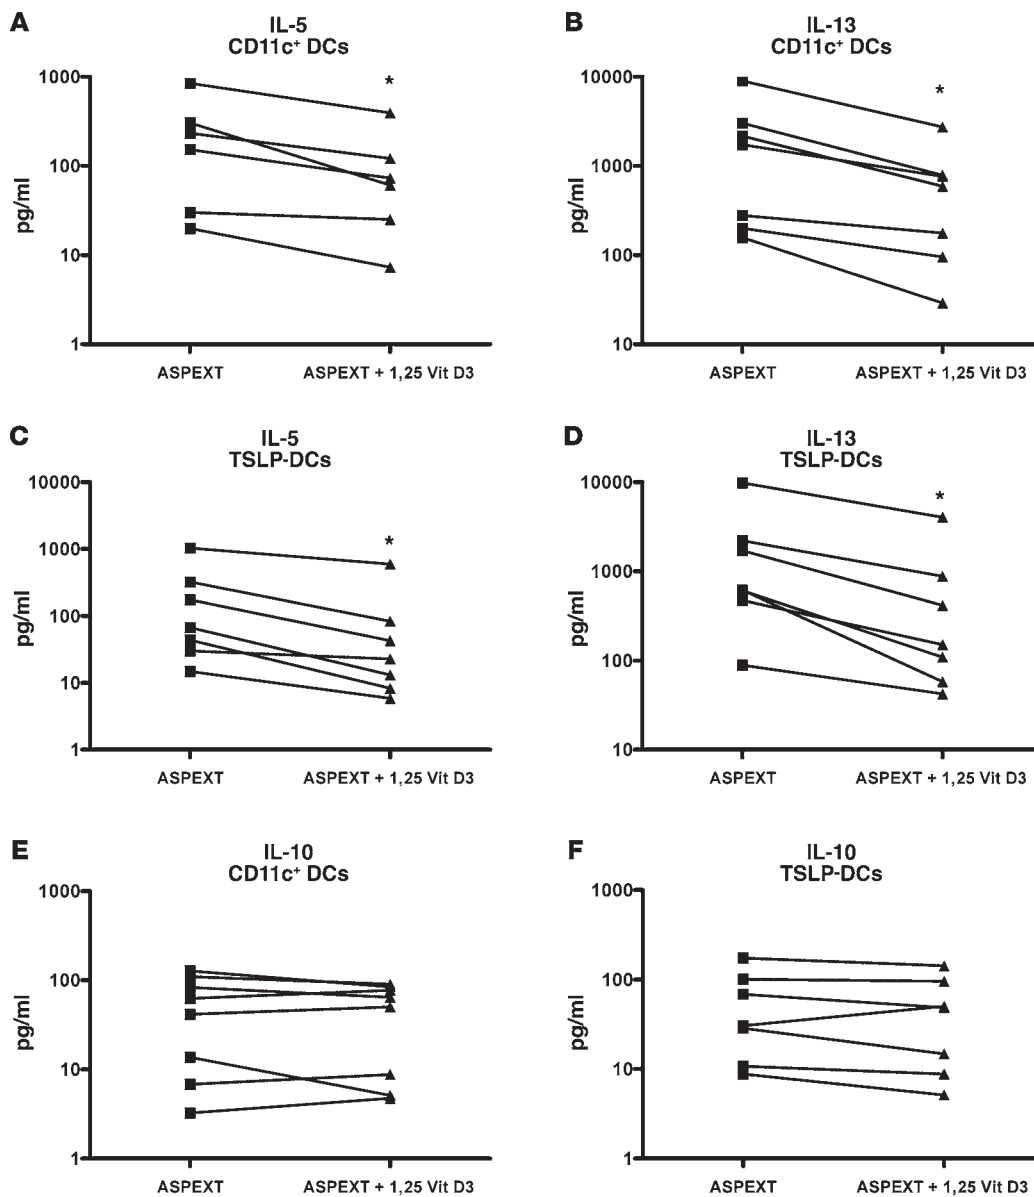 A
IL-5
CD11c⁺ DCs
1000
100
10
1
pg/ml
*
ASPEXT
ASPEXT + 1,25 Vit D3
B
IL-13
CD11c⁺ DCs
10000
1000
100
10
pg/ml
*
ASPEXT
ASPEXT + 1,25 Vit D3
C
IL-5
TSLP-DCs
10000
1000
100
10
1
pg/ml
*
ASPEXT
ASPEXT + 1,25 Vit D3
D
IL-13
TSLP-DCs
10000
1000
100
10
pg/ml
*
ASPEXT
ASPEXT + 1,25 Vit D3
E
IL-10
CD11c⁺ DCs
1000
100
10
1
pg/ml
ASPEXT
ASPEXT + 1,25 Vit D3
F
IL-10
TSLP-DCs
1000
100
10
1
pg/ml
ASPEXT
ASPEXT + 1,25 Vit D3